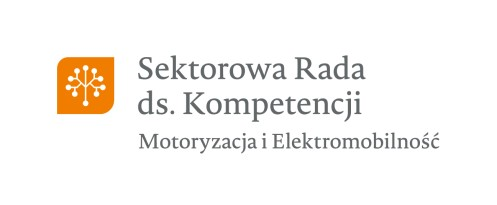 Sektorowa Rada
ds. Kompetencji
Motoryzacja i Elektromobilność